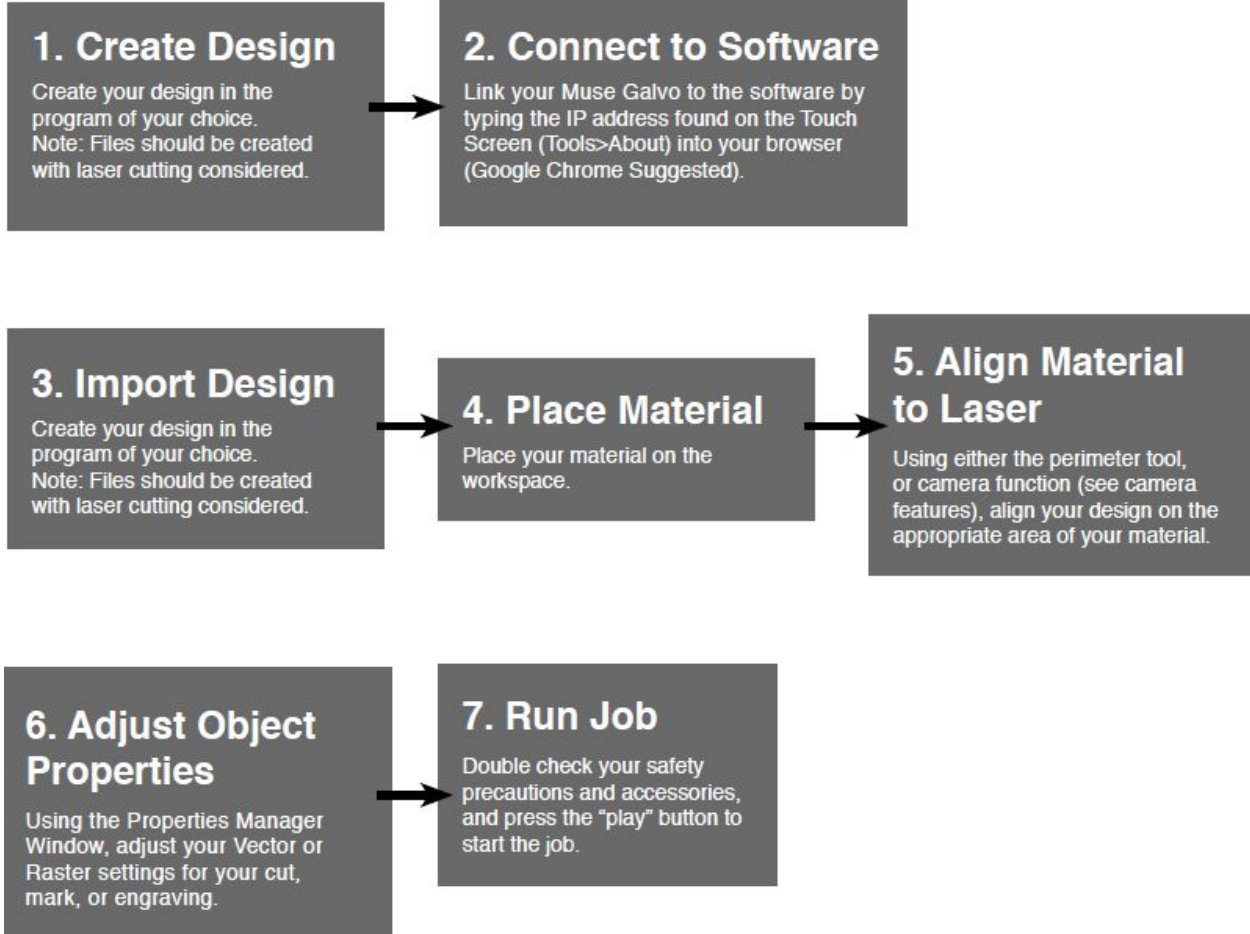 1. Create Design
Create your design in the
program of your choice.
Note: Files should be created
with laser cutting considered.
2. Connect to Software
Link your Muse Galvo to the software by
typing the IP address found on the Touch
Screen (Tools>About) into your browser
(Google Chrome Suggested).
3. Import Design
Create your design in the
program of your choice.
Note: Files should be created
with laser cutting considered.
4. Place Material
Place your material on the
workspace.
5. Align Material
to Laser
Using either the perimeter tool,
or camera function (see camera
features), align your design on the
appropriate area of your material.
6. Adjust Object
Properties
Using the Properties Manager
Window, adjust your Vector or
Raster settings for your cut,
mark, or engraving.
7. Run Job
Double check your safety
precautions and accessories,
and press the “play” button to
start the job.